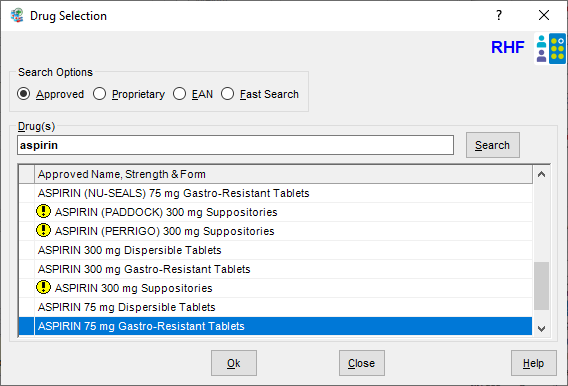 Drug Selection
RHF
Search Options
Approved
Proprietary
EAN
Fast Search
Drug(s)
aspirin
Search
Approved Name, Strength & Form
ASPIRIN (NU-SEALS) 75 mg Gastro-Resistant Tablets
ASPIRIN (PADDOCK) 300 mg Suppositories
ASPIRIN (PERRIGO) 300 mg Suppositories
ASPIRIN 300 mg Dispersible Tablets
ASPIRIN 300 mg Gastro-Resistant Tablets
ASPIRIN 300 mg Suppositories
ASPIRIN 75 mg Dispersible Tablets
ASPIRIN 75 mg Gastro-Resistant Tablets
Ok
Close
Help